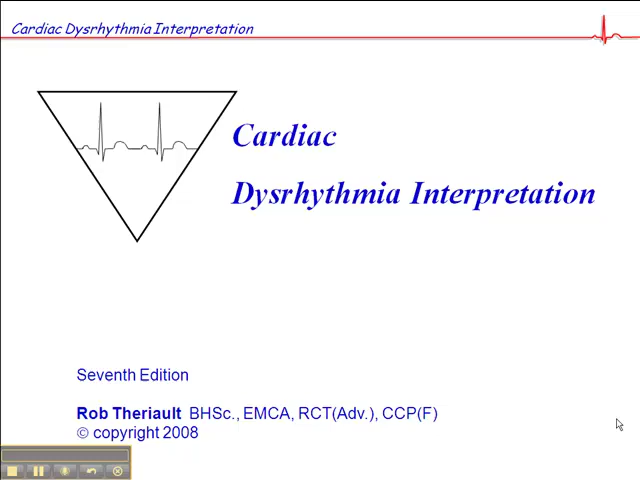 Cardiac Dysrhythmia Interpretation
Cardiac
Dysrhythmia Interpretation
Seventh Edition
Rob Theriault BHSc., EMCA, RCT(Adv.), CCP(F)
© copyright 2008